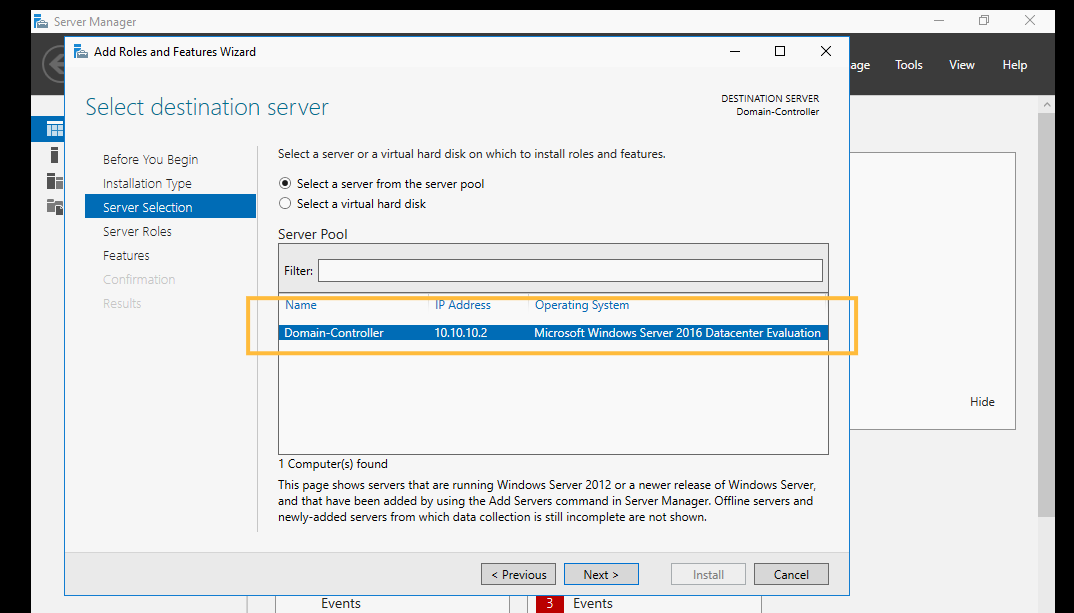 Server Manager
Add Roles and Features Wizard
age Tools View Help
Select destination server
DESTINATION SERVER
Domain-Controller
Before You Begin
Installation Type
Server Selection
Server Roles
Features
Confirmation
Results
Select a server or a virtual hard disk on which to install roles and features.
Select a server from the server pool
Select a virtual hard disk
Server Pool
Filter:
Name IP Address Operating System
Domain-Controller 10.10.10.2 Microsoft Windows Server 2016 Datacenter Evaluation
1 Computer(s) found
This page shows servers that are running Windows Server 2012 or a newer release of Windows Server,
and that have been added by using the Add Servers command in Server Manager. Offline servers and
newly-added servers from which data collection is still incomplete are not shown.
Hide
< Previous Next > Install Cancel
Events 3 Events